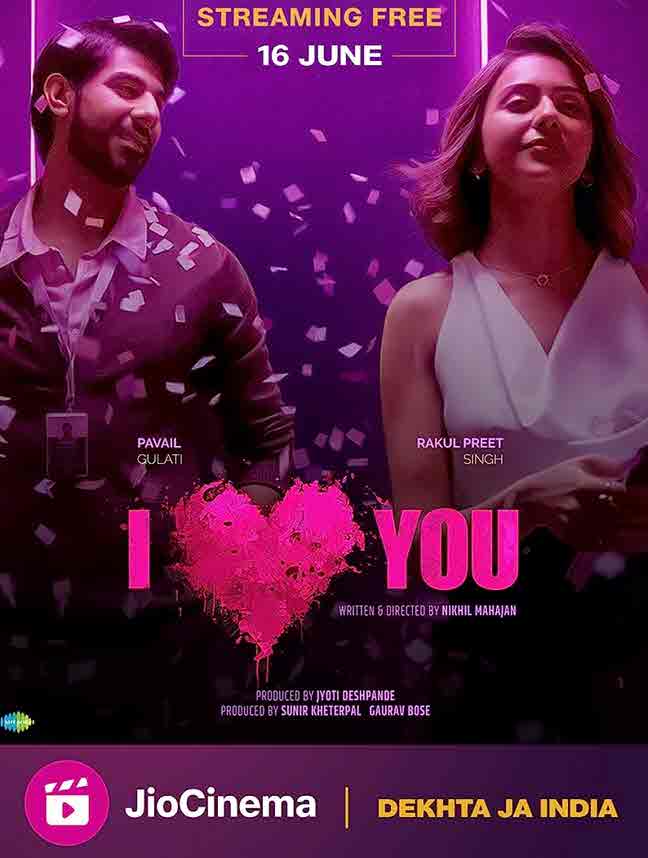 STREAMING FREE
16 JUNE
PAVAIL
GULATI
RAKUL PREET
SINGH
I YOU
WRITTEN & DIRECTED BY NIKHIL MAHAJAN
PRODUCED BY JYOTI DESHPANDE
PRODUCED BY SUNIR KHETERPAL GAURAV BOSE
JioCinema | DEKHTA JA INDIA